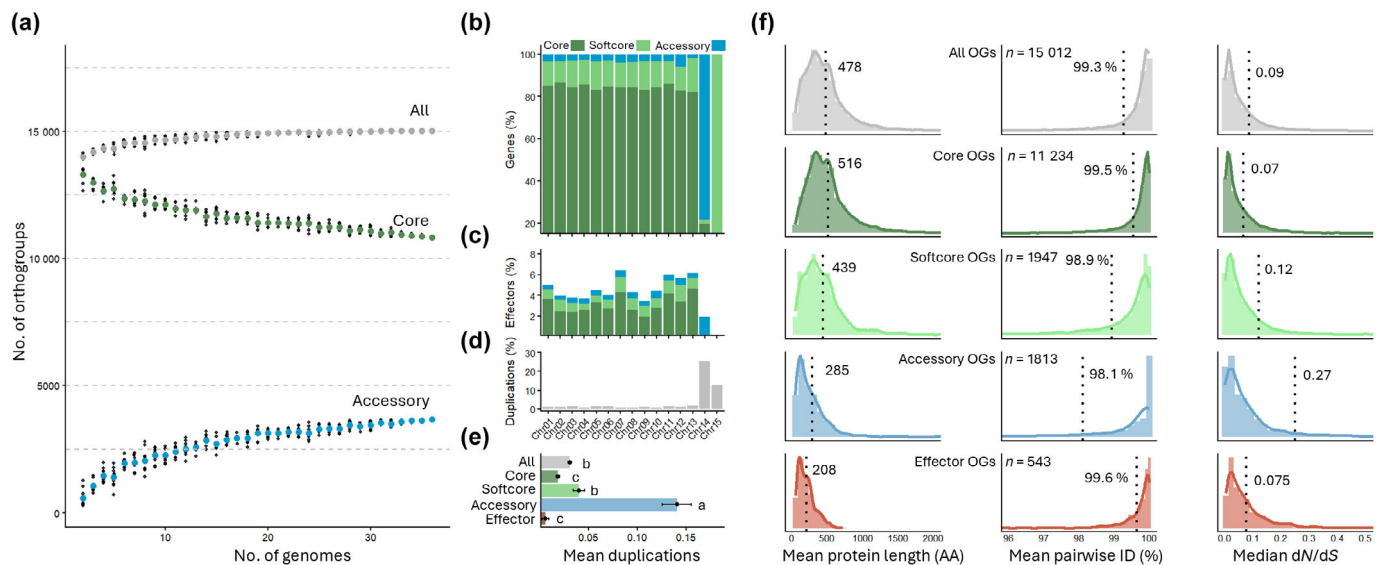 (a)
No. of orthogroups
15 000
10 000
5000
0
All
Core
Accessory
10
20
30
No. of genomes
(b)
Core Softcore Accessory
Genes (%)
100
80
60
40
20
(c)
Effectors (%)
8
6
4
2
(d)
Duplications (%)
30
20
10
0
Chr01
Chr02
Chr03
Chr04
Chr05
Chr06
Chr07
Chr08
Chr09
Chr10
Chr11
Chr12
Chr13
Chr14
Chr15
(e)
All b
Core c
Softcore b
Accessory a
Effector c
0.05 0.10 0.15
Mean duplications
(f)
478 All OGs n = 15 012 99.3 % 0.09
516 Core OGs n = 11 234 99.5 % 0.07
439 Softcore OGs n = 1947 98.9 % 0.12
285 Accessory OGs n = 1813 98.1 % 0.27
208 Effector OGs n = 543 99.6 % 0.075
0 500 1000 1500 2000 96 97 98 99 100 0.0 0.1 0.2 0.3 0.4 0.5
Mean protein length (AA) Mean pairwise ID (%) Median dN/dS